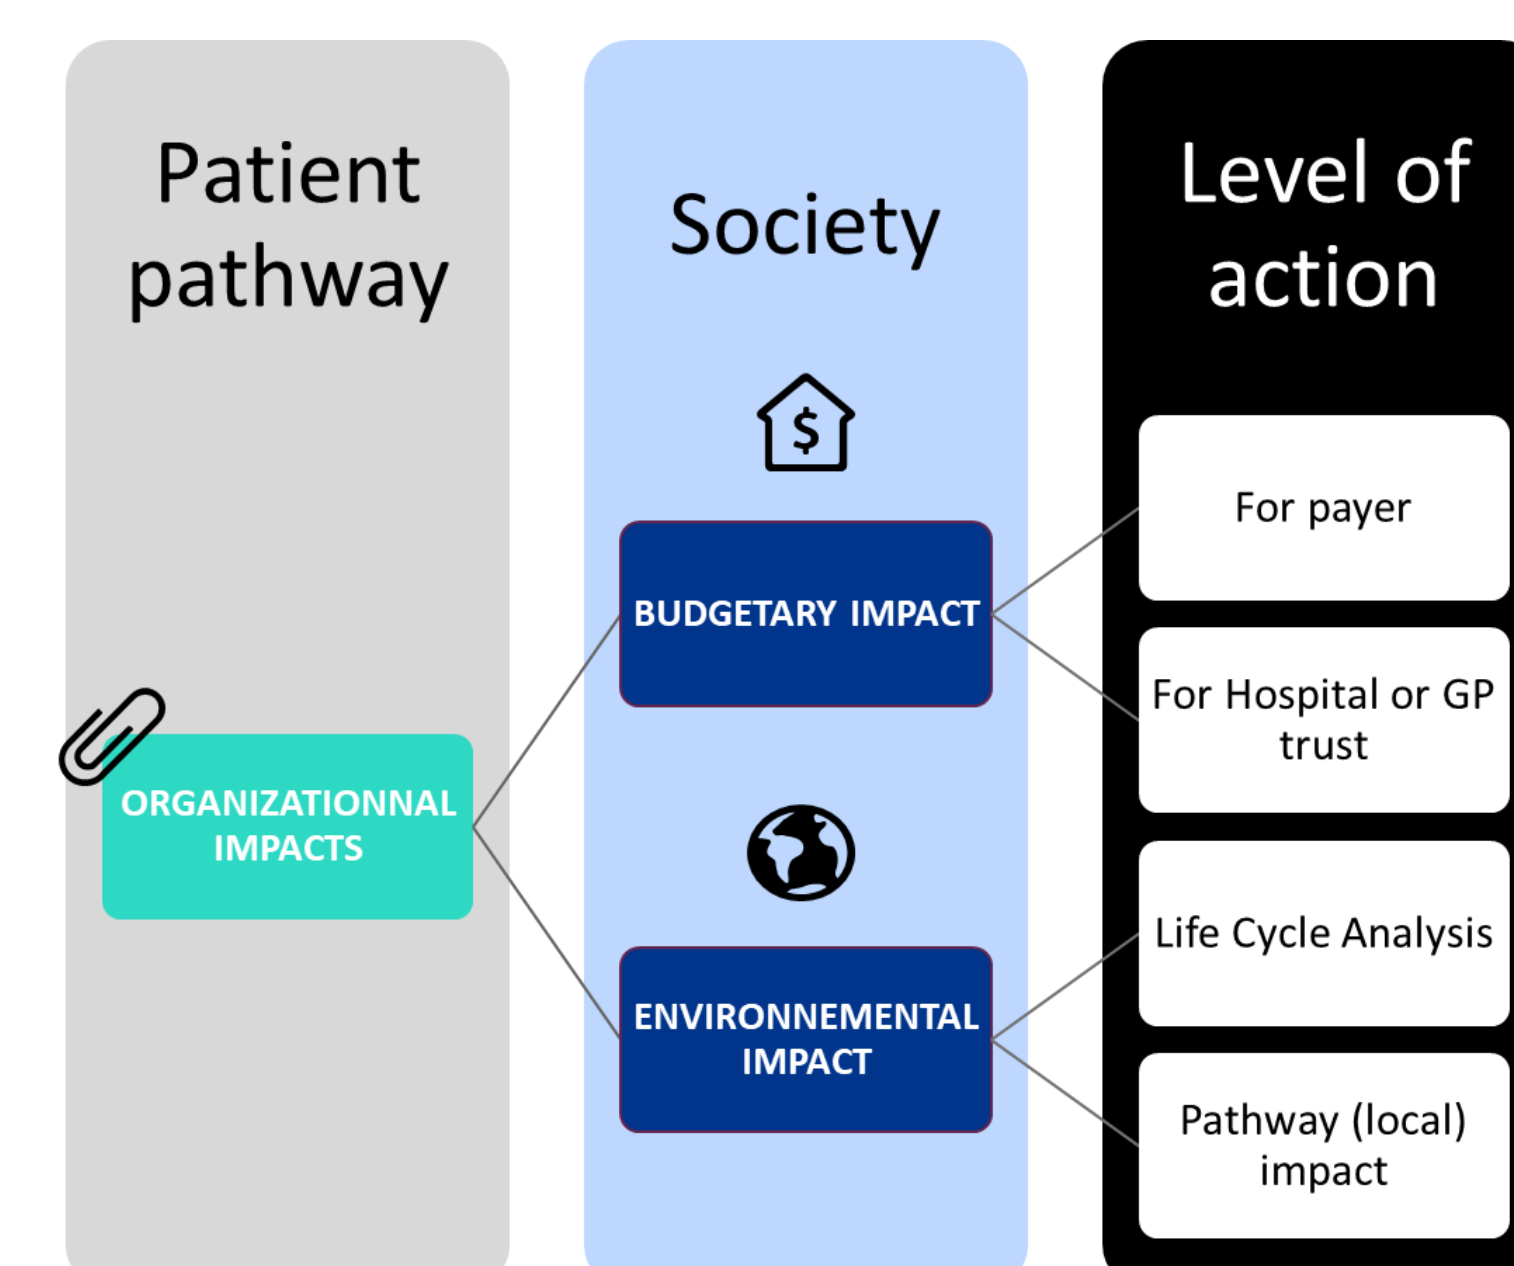 Patient
pathway
ORGANIZATIONNAL
IMPACTS
Society
$
BUDGETARY IMPACT
ENVIRONNEMENTAL
IMPACT
Level of
action
For payer
For Hospital or GP
trust
Life Cycle Analysis
Pathway (local)
impact